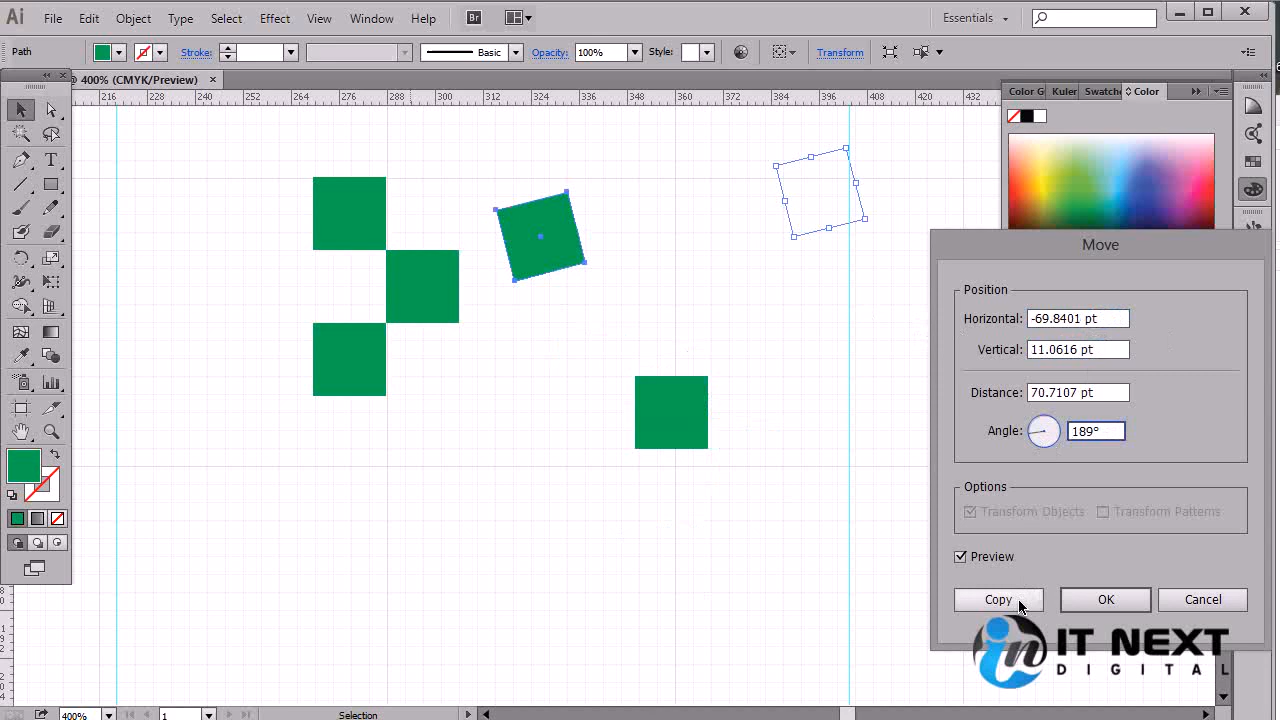 Ai File Edit Object Type Select Effect View Window Help Br Essentials
Path Stroke: Basic Opacity: 100% Style: Transform
@ 400% (CMYK/Preview) ×
216 228 240 252 264 276 288 300 312 324 336 348 360 372 384 396 408 420 432
Color G Kuler Swatche Color
Move
Position
Horizontal: -69.8401 pt
Vertical: 11.0616 pt
Distance: 70.7107 pt
Angle: 189°
Options
Transform Objects Transform Patterns
Preview
Copy OK Cancel
in IT NEXT
DIGITAL
400% 1 Selection